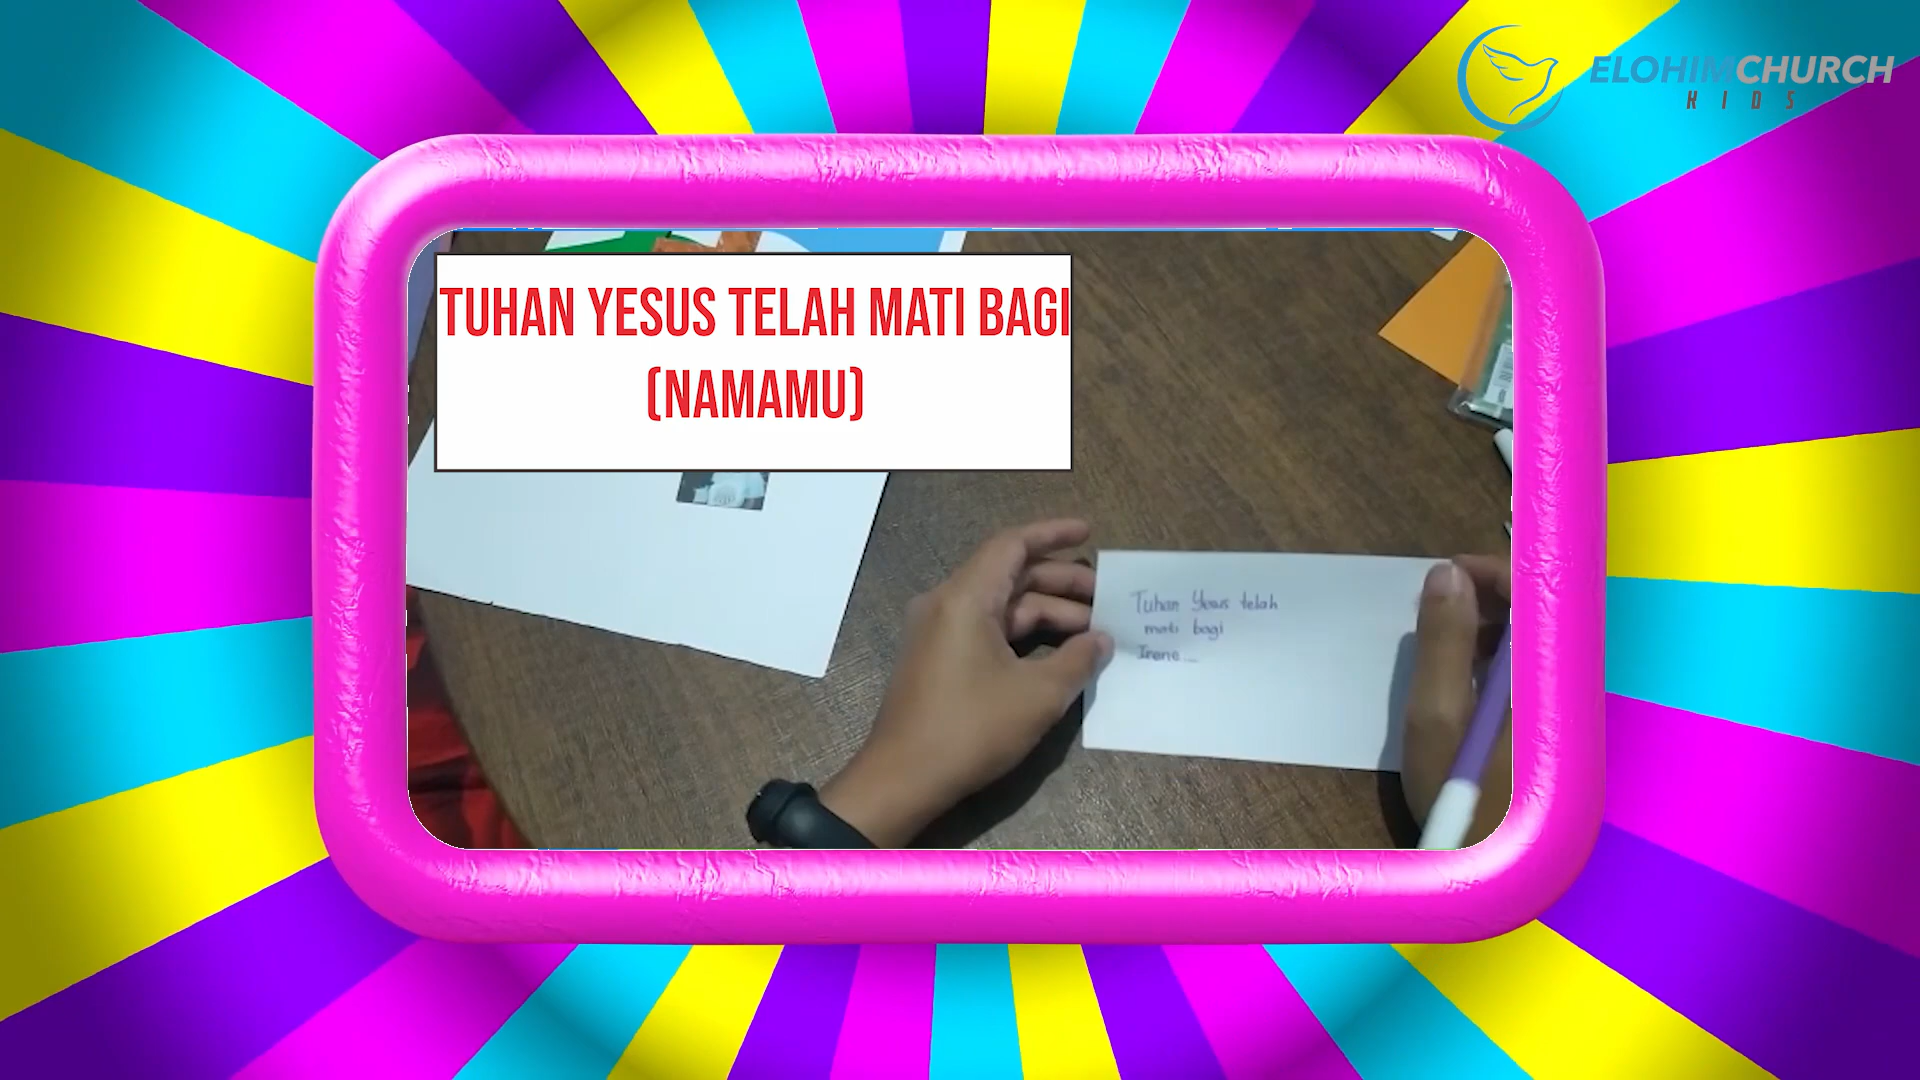 ELOHIMCHURCH
KIDS
TUHAN YESUS TELAH MATI BAGI
(NAMAMU)
Tuhan Yesus telah
mati bagi
Irene